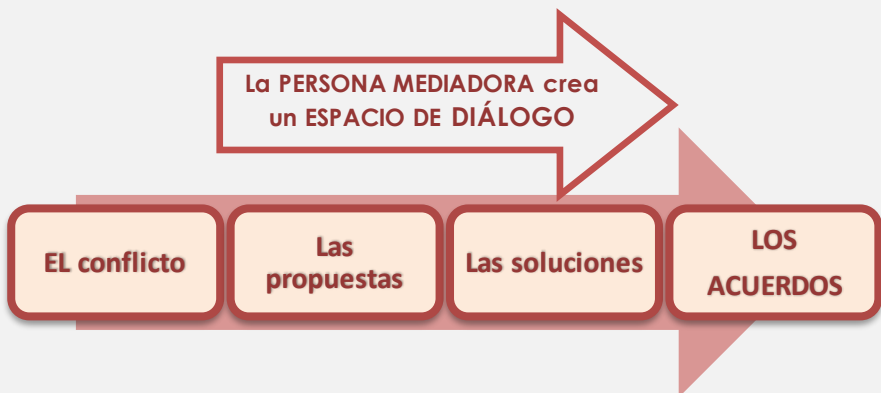 La PERSONA MEDIADORA crea
un ESPACIO DE DIÁLOGO
EL conflicto
Las
propuestas
Las soluciones
LOS
ACUERDOS